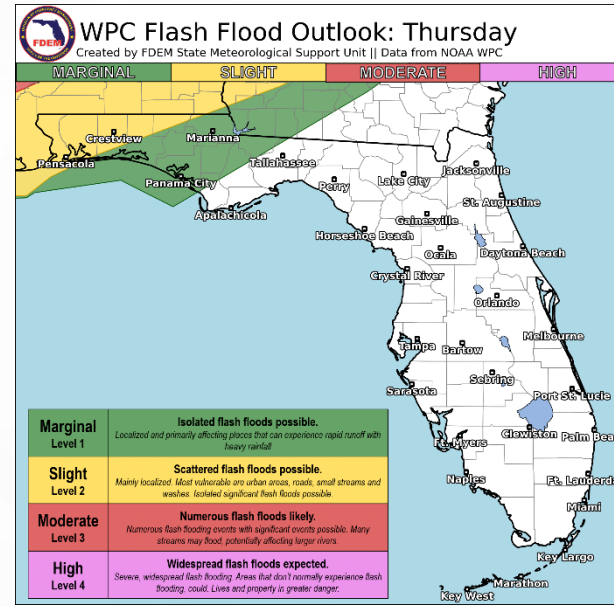 FDEM
WPC Flash Flood Outlook: Thursday
Created by FDEM State Meteorological Support Unit || Data from NOAA WPC
MARGINAL SLIGHT MODERATE HIGH
Crestview
Marianna
Pensacola
Tallahassee
Jacksonville
Panama City
Perry
Lake City
Apalachicola
St. Augustine
Gainesville
Horseshoe Beach
Ocala
Daytona Beach
Crystal River
Orlando
Melbourne
Tampa
Bartow
Sebring
Sarasota
Port St. Lucie
Clewiston
Palm Bea
Ft. Myers
Naples
Ft. Lauderda
Miami
Key Largo
Marathon
Key West
Marginal
Level 1
Isolated flash floods possible.
Localized and primarily affecting places that can experience rapid runoff with
heavy rainfall
Slight
Level 2
Scattered flash floods possible.
Mainly localized. Most vulnerable are urban areas, roads, small streams and
washes. Isolated significant flash floods possible.
Moderate
Level 3
Numerous flash floods likely.
Numerous flash flooding events with significant events possible. Many
streams may flood, potentially affecting larger rivers.
High
Level 4
Widespread flash floods expected.
Severe, widespread flash flooding. Areas that don't normally experience flash
flooding, could. Lives and property in greater danger.